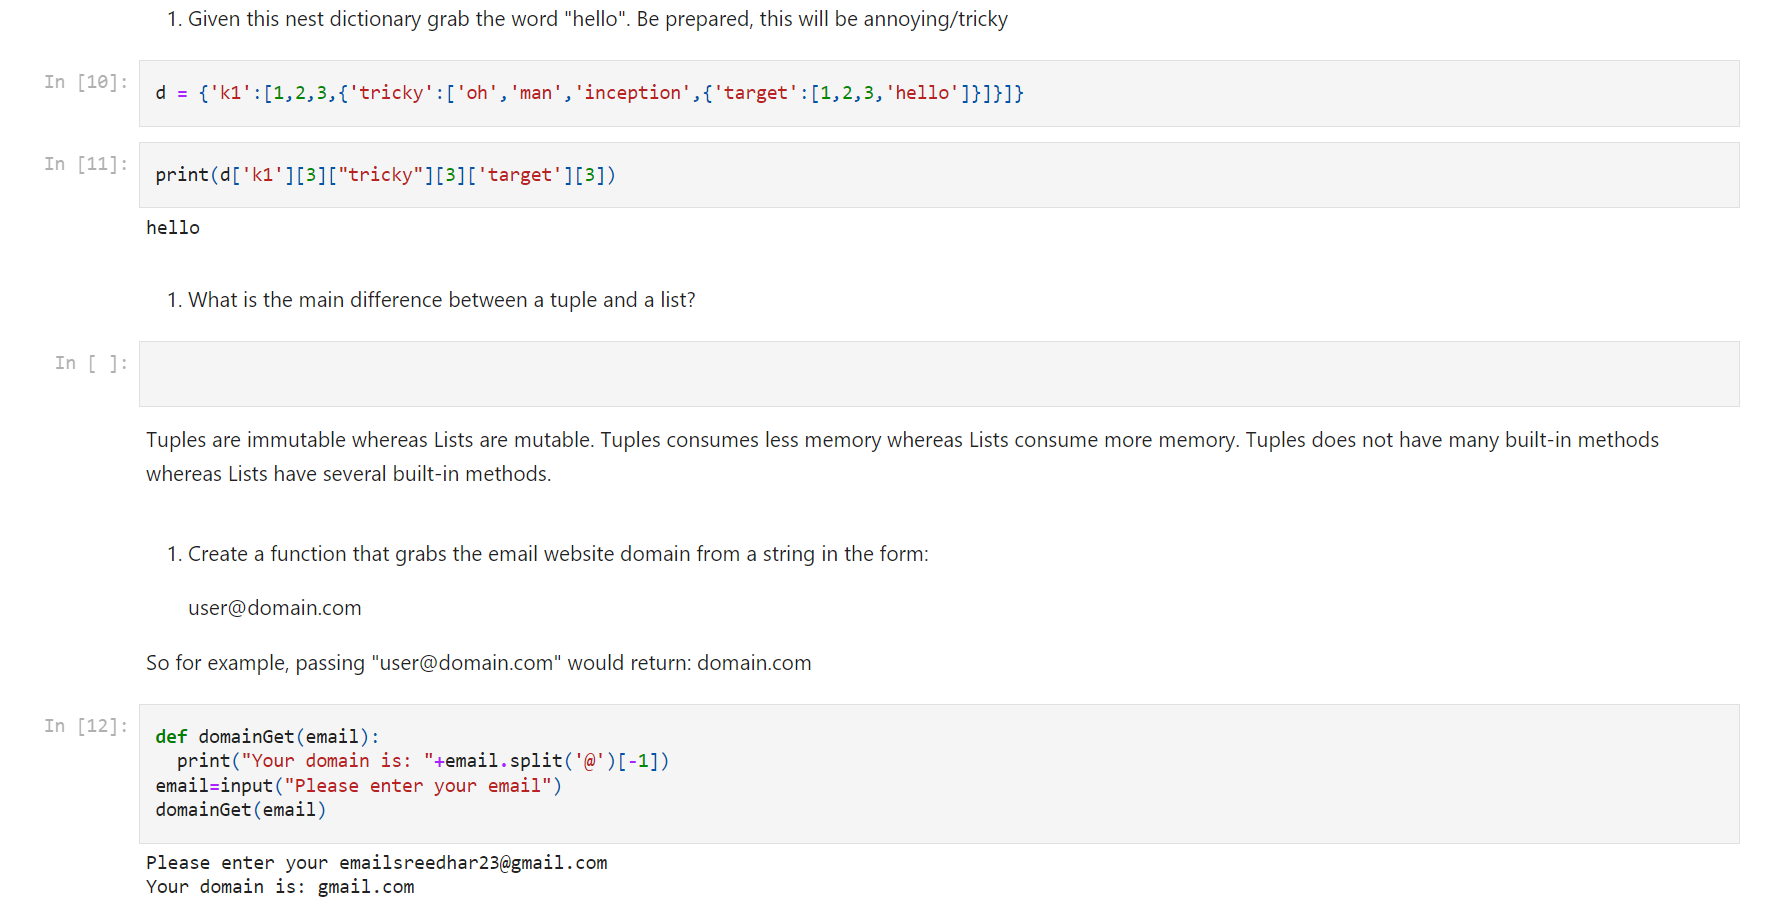 1. Given this nest dictionary grab the word "hello". Be prepared, this will be annoying/tricky
In [10]:
d = {'k1':[1,2,3,{'tricky':['oh','man','inception',{'target':[1,2,3,'hello']}]}]}
In [11]:
print(d['k1'][3]["tricky"][3]['target'][3])
hello
1. What is the main difference between a tuple and a list?
In [ ]:
Tuples are immutable whereas Lists are mutable. Tuples consumes less memory whereas Lists consume more memory. Tuples does not have many built-in methods
whereas Lists have several built-in methods.
1. Create a function that grabs the email website domain from a string in the form:
user@domain.com
So for example, passing "user@domain.com" would return: domain.com
In [12]:
def domainGet(email):
  print("Your domain is: "+email.split('@')[-1])
email=input("Please enter your email")
domainGet(email)
Please enter your emailsreedhar23@gmail.com
Your domain is: gmail.com